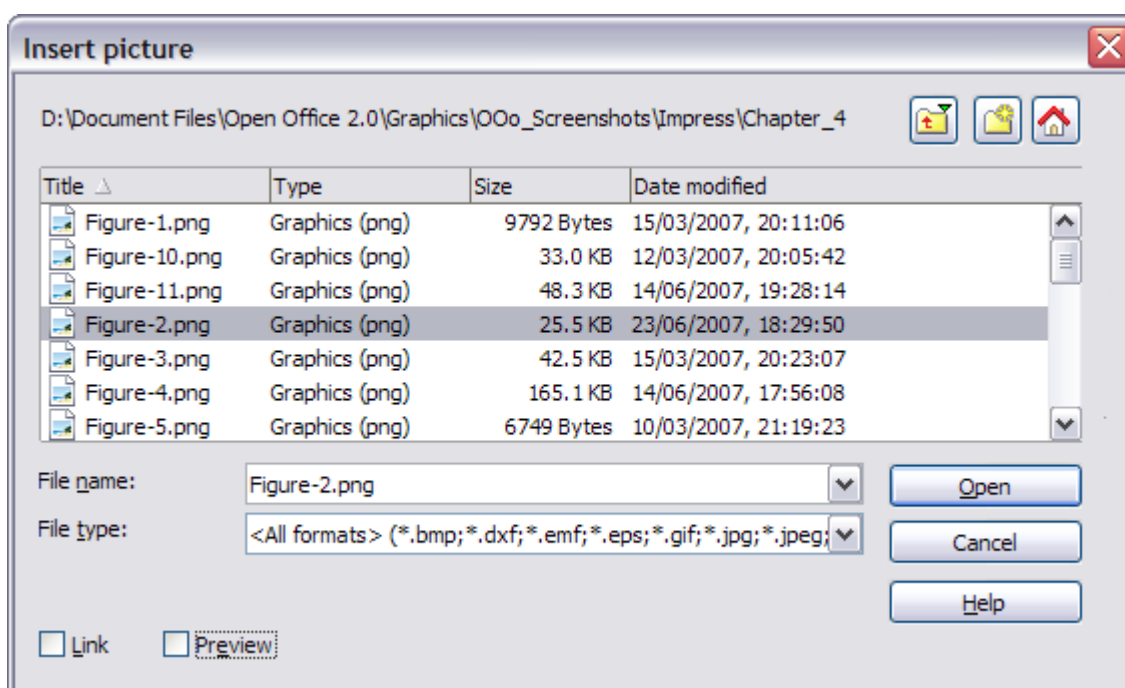 Insert picture
D:\Document Files\Open Office 2.0\Graphics\OOo_Screenshots\Impress\Chapter_4
Title Type Size Date modified
Figure-1.png Graphics (png) 9792 Bytes 15/03/2007, 20:11:06
Figure-10.png Graphics (png) 33.0 KB 12/03/2007, 20:05:42
Figure-11.png Graphics (png) 48.3 KB 14/06/2007, 19:28:14
Figure-2.png Graphics (png) 25.5 KB 23/06/2007, 18:29:50
Figure-3.png Graphics (png) 42.5 KB 15/03/2007, 20:23:07
Figure-4.png Graphics (png) 165.1 KB 14/06/2007, 17:56:08
Figure-5.png Graphics (png) 6749 Bytes 10/03/2007, 21:19:23
File name: Figure-2.png Open
File type: <All formats> (*.bmp;*.dxf;*.emf;*.eps;*.gif;*.jpg;*.jpeg; Cancel
Help
Link Preview